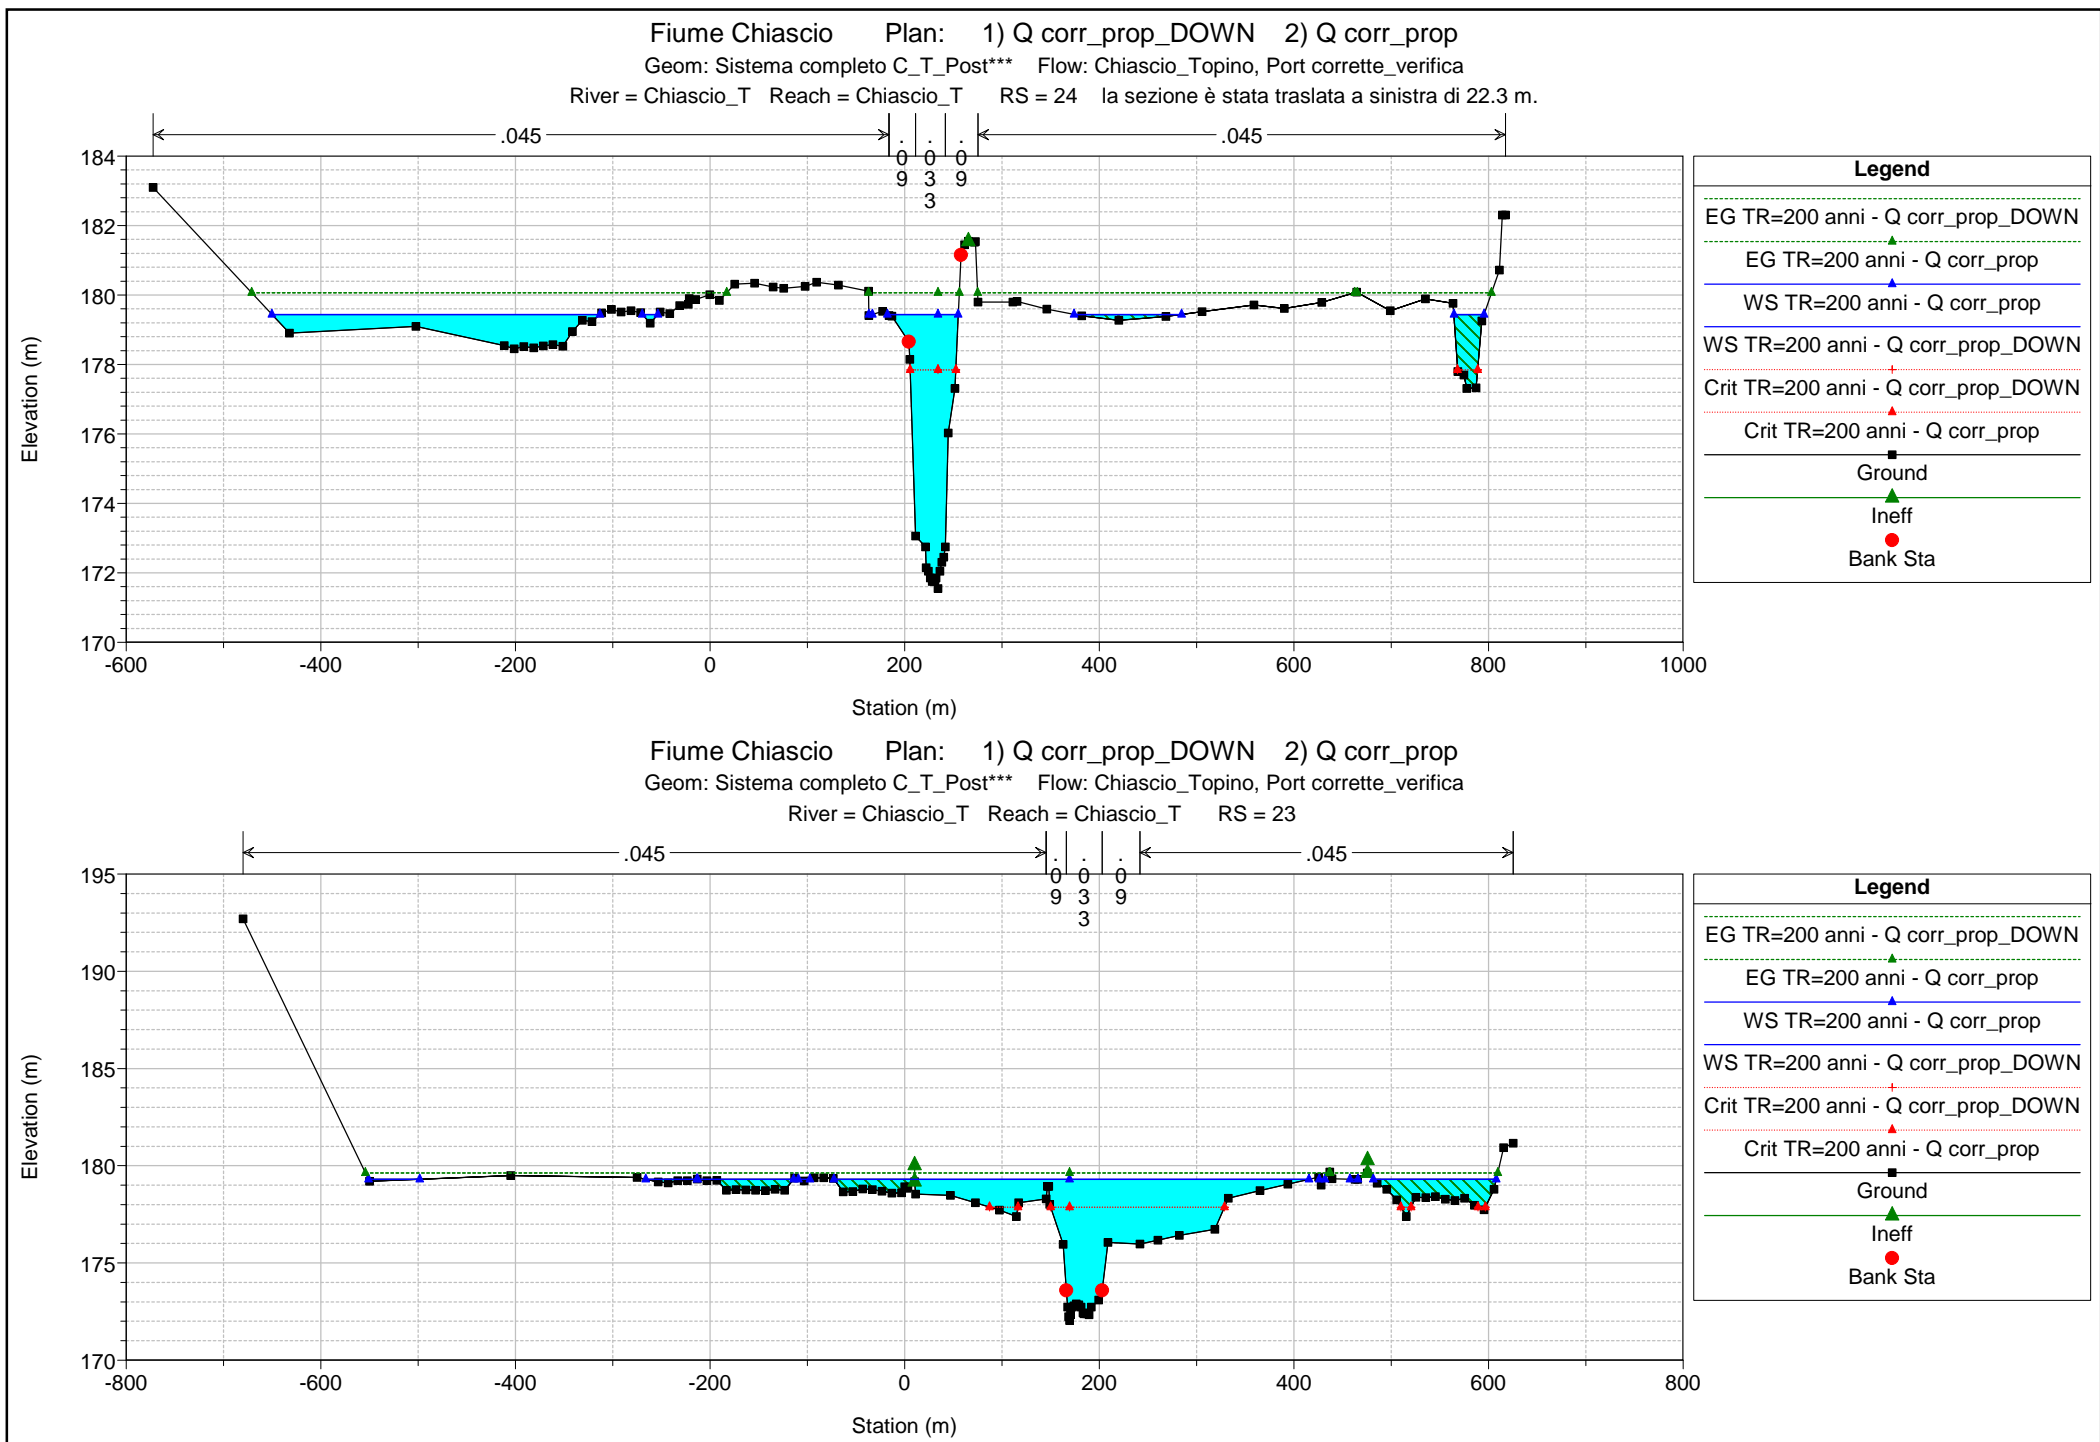 Fiume Chiascio Plan: 1) Q corr_prop_DOWN 2) Q corr_prop
Geom: Sistema completo C_T_Post*** Flow: Chiascio_Topino, Port corrette_verifica
River = Chiascio_T Reach = Chiascio_T RS = 24 la sezione è stata traslata a sinistra di 22.3 m.
.045 .09 .033 .09 .045
184
182
180
178
176
174
172
170
Elevation (m)
-600 -400 -200 0 200 400 600 800 1000
Station (m)
Legend
EG TR=200 anni - Q corr_prop_DOWN
EG TR=200 anni - Q corr_prop
WS TR=200 anni - Q corr_prop
WS TR=200 anni - Q corr_prop_DOWN
Crit TR=200 anni - Q corr_prop_DOWN
Crit TR=200 anni - Q corr_prop
Ground
Ineff
Bank Sta
Fiume Chiascio Plan: 1) Q corr_prop_DOWN 2) Q corr_prop
Geom: Sistema completo C_T_Post*** Flow: Chiascio_Topino, Port corrette_verifica
River = Chiascio_T Reach = Chiascio_T RS = 23
.045 .09 .033 .09 .045
195
190
185
180
175
170
Elevation (m)
-800 -600 -400 -200 0 200 400 600 800
Station (m)
Legend
EG TR=200 anni - Q corr_prop_DOWN
EG TR=200 anni - Q corr_prop
WS TR=200 anni - Q corr_prop
WS TR=200 anni - Q corr_prop_DOWN
Crit TR=200 anni - Q corr_prop_DOWN
Crit TR=200 anni - Q corr_prop
Ground
Ineff
Bank Sta